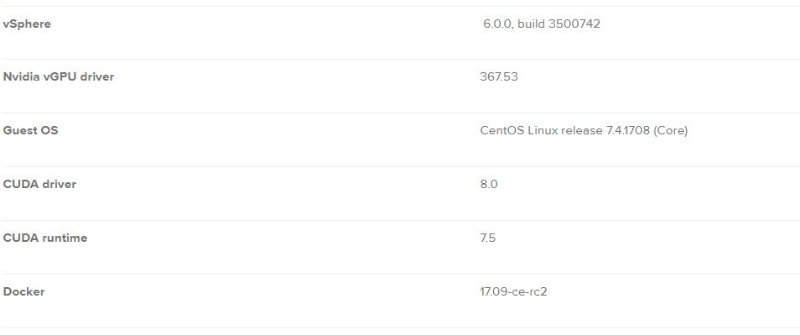 vSphere 6.0.0, build 3500742
Nvidia vGPU driver 367.53
Guest OS CentOS Linux release 7.4.1708 (Core)
CUDA driver 8.0
CUDA runtime 7.5
Docker 17.09-ce-rc2